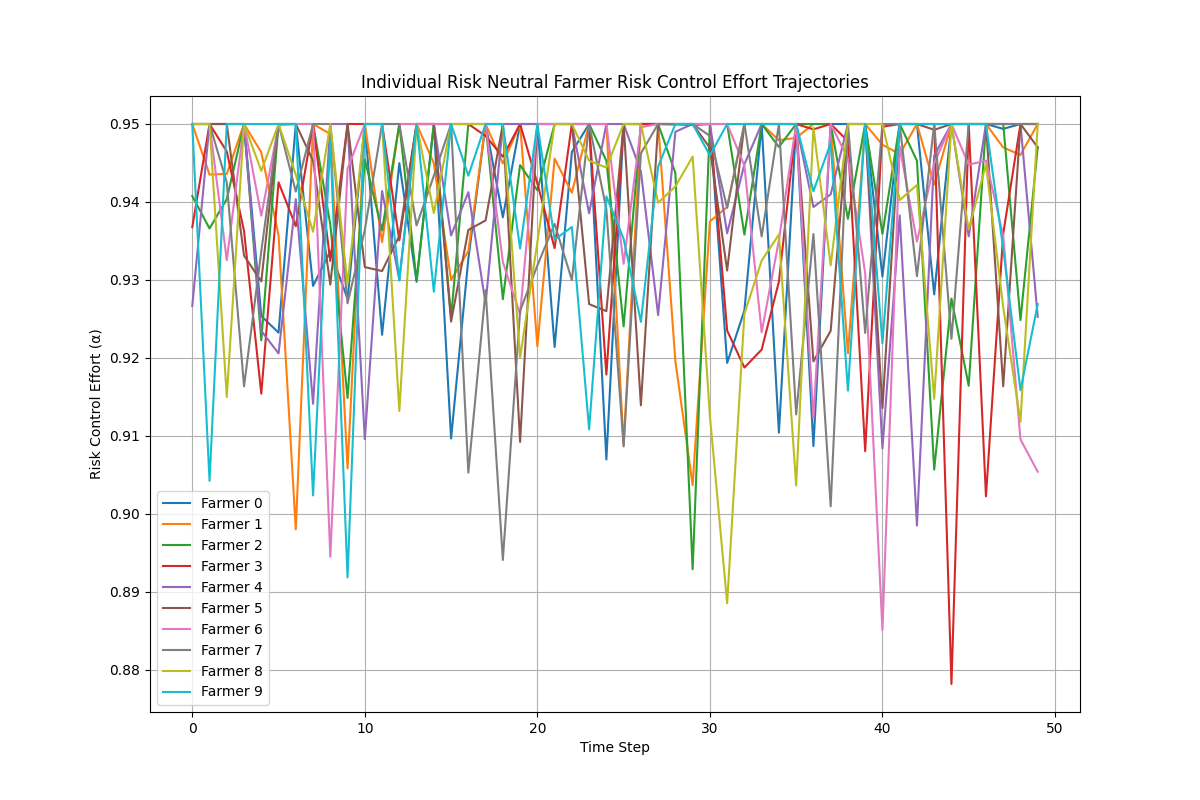 Individual Risk Neutral Farmer Risk Control Effort Trajectories
0.95
0.94
0.93
0.92
0.91
0.90
0.89
0.88
Risk Control Effort (α)
Farmer 0
Farmer 1
Farmer 2
Farmer 3
Farmer 4
Farmer 5
Farmer 6
Farmer 7
Farmer 8
Farmer 9
0 10 20 30 40 50
Time Step